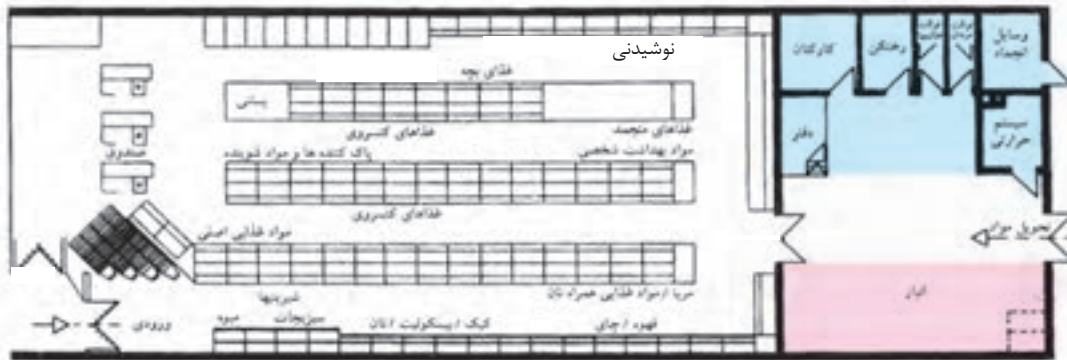 نوشیدنی
کارکنان
رختکن
وسایل
انجماد
غذای بچه
بستنی
غذاهای کنسروی
غذاهای منجمد
دفتر
سیستم
حرارتی
صندوق
پاک کننده ها و مواد شوینده
مواد بهداشت شخصی
غذاهای کنسروی
مواد غذایی اصلی
تحویل مواد
مربا /مواد غذایی همراه نان
انبار
شیرینیها
ورودی
میوه
سبزیجات
کیک / بیسکوئیت / نان
قهوه / چای